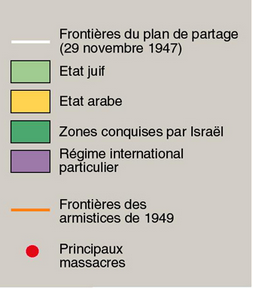 Frontières du plan de partage
(29 novembre 1947)
Etat juif
Etat arabe
Zones conquises par Israël
Régime international
particulier
Frontières des
armistices de 1949
Principaux
massacres